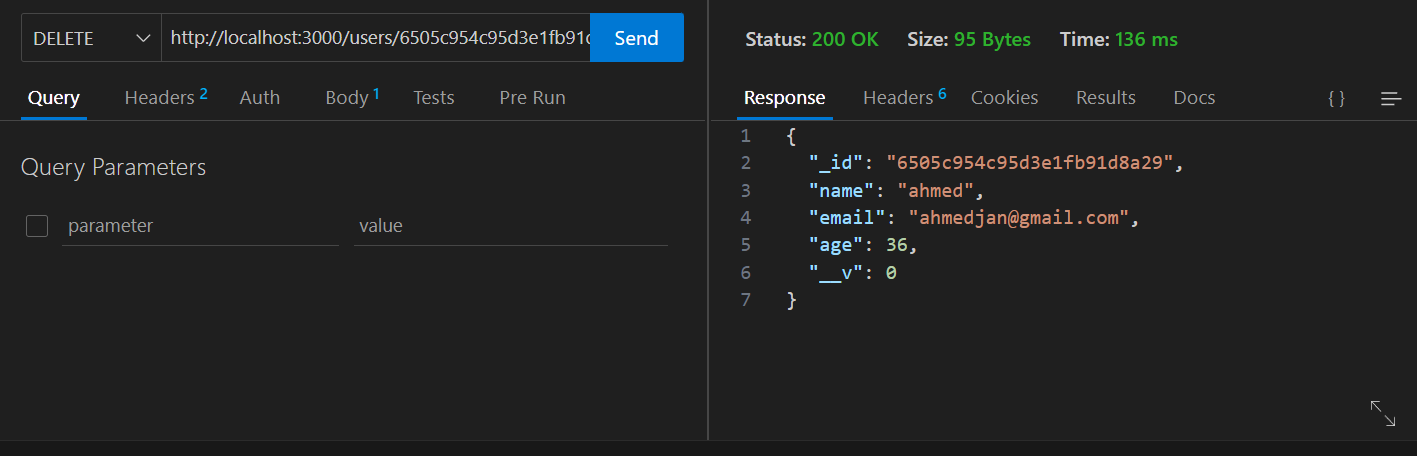 DELETE http://localhost:3000/users/6505c954c95d3e1fb91d Send
Query Headers 2 Auth Body 1 Tests Pre Run
Query Parameters
parameter value
Status: 200 OK Size: 95 Bytes Time: 136 ms
Response Headers 6 Cookies Results Docs { }
1 {
2 "_id": "6505c954c95d3e1fb91d8a29",
3 "name": "ahmed",
4 "email": "ahmedjan@gmail.com",
5 "age": 36,
6 "__v": 0
7 }